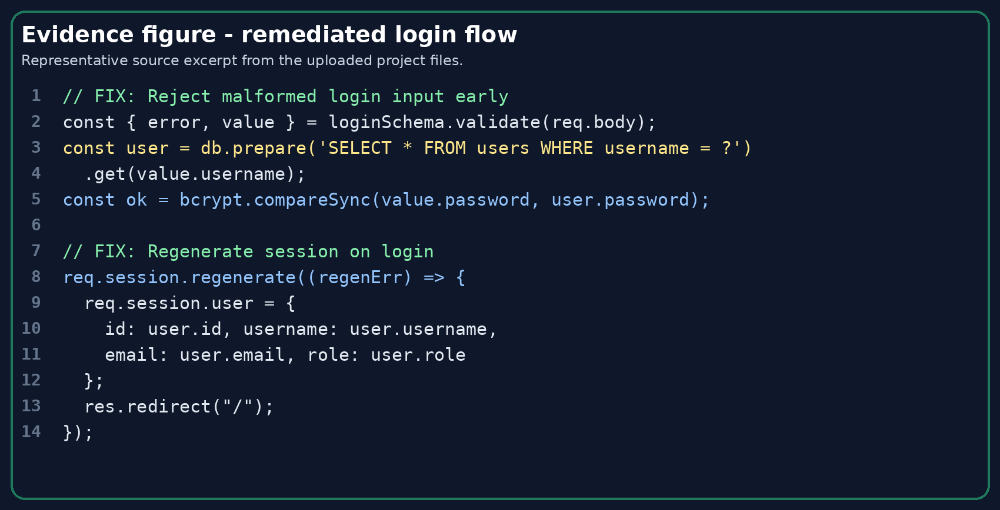 Evidence figure - remediated login flow
Representative source excerpt from the uploaded project files.
1 // FIX: Reject malformed login input early
2 const { error, value } = loginSchema.validate(req.body);
3 const user = db.prepare('SELECT * FROM users WHERE username = ?')
4   .get(value.username);
5 const ok = bcrypt.compareSync(value.password, user.password);
6
7 // FIX: Regenerate session on login
8 req.session.regenerate((regenErr) => {
9   req.session.user = {
10     id: user.id, username: user.username,
11     email: user.email, role: user.role
12   };
13   res.redirect("/");
14 });